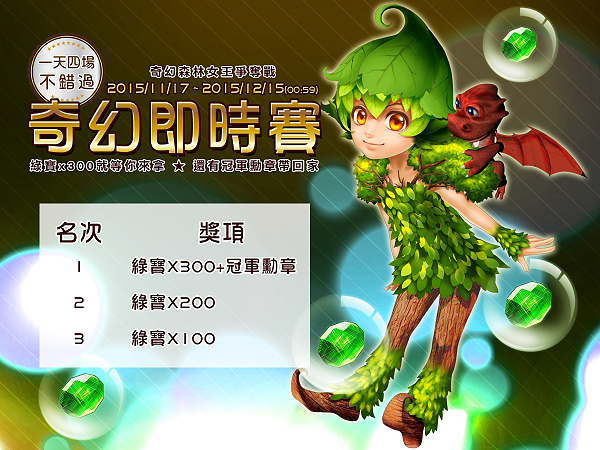 一天四場
不錯過
奇幻森林女王爭奪戰
2015/11/17 ~ 2015/12/15(00:59)
奇幻即時賽
綠寶x300就等你來拿 ★ 還有冠軍勳章帶回家
名次 獎項
1 綠寶X300+冠軍勳章
2 綠寶X200
3 綠寶X100